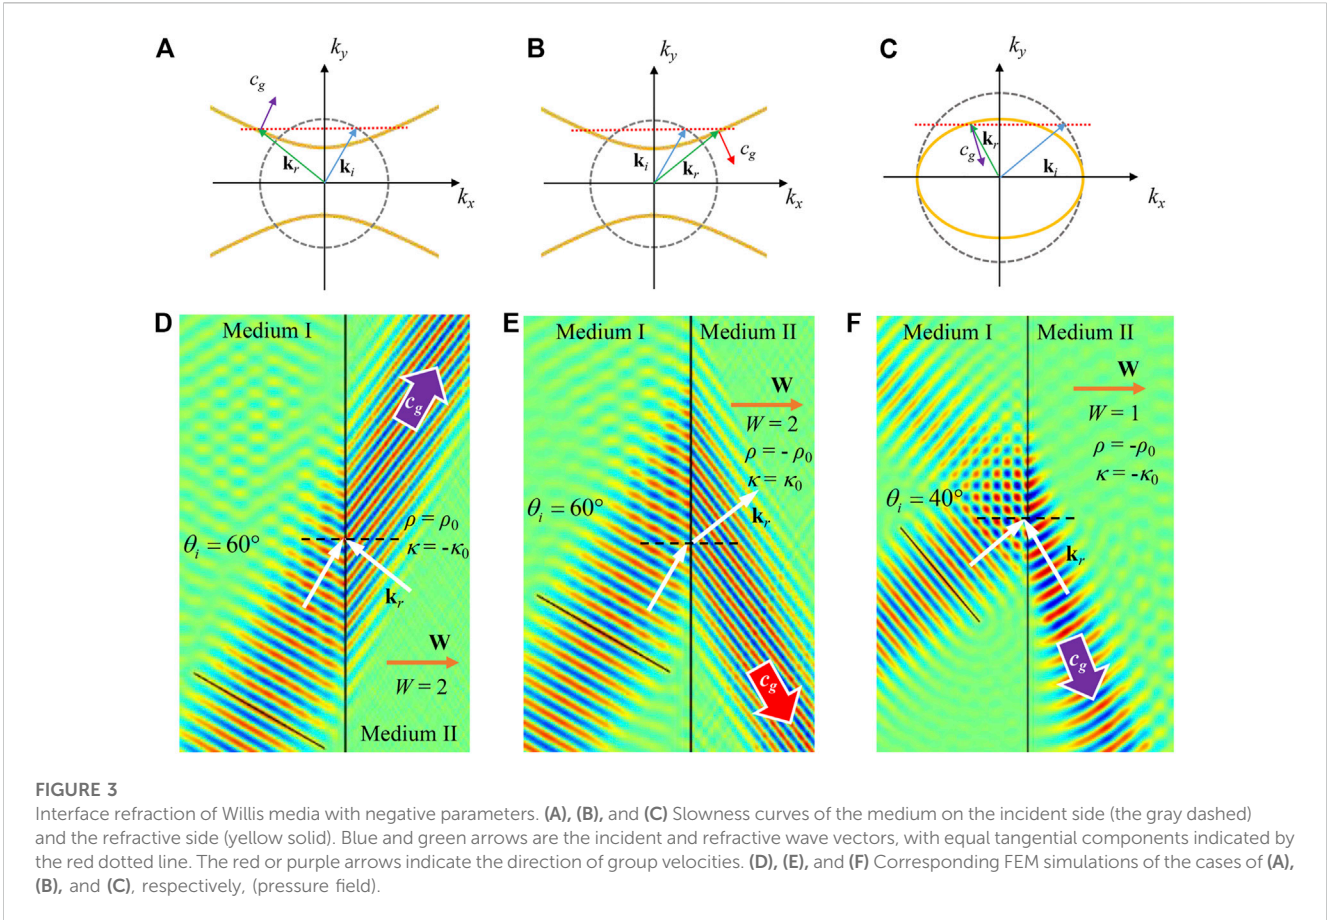 A
k_y
c_g
k_r
k_i
k_x
B
k_y
k_i
k_r
c_g
k_x
C
k_y
k_r
c_g
k_i
k_x
D
Medium I
c_g
θ_i = 60°
ρ = ρ_0
κ = -κ_0
k_r
W
W = 2
Medium II
E
Medium I
Medium II
W
W = 2
ρ = - ρ_0
κ = κ_0
θ_i = 60°
k_r
c_g
F
Medium I
Medium II
W
W = 1
ρ = -ρ_0
κ = -κ_0
θ_i = 40°
k_r
c_g
FIGURE 3
Interface refraction of Willis media with negative parameters. (A), (B), and (C) Slowness curves of the medium on the incident side (the gray dashed)
and the refractive side (yellow solid). Blue and green arrows are the incident and refractive wave vectors, with equal tangential components indicated by
the red dotted line. The red or purple arrows indicate the direction of group velocities. (D), (E), and (F) Corresponding FEM simulations of the cases of (A),
(B), and (C), respectively, (pressure field).